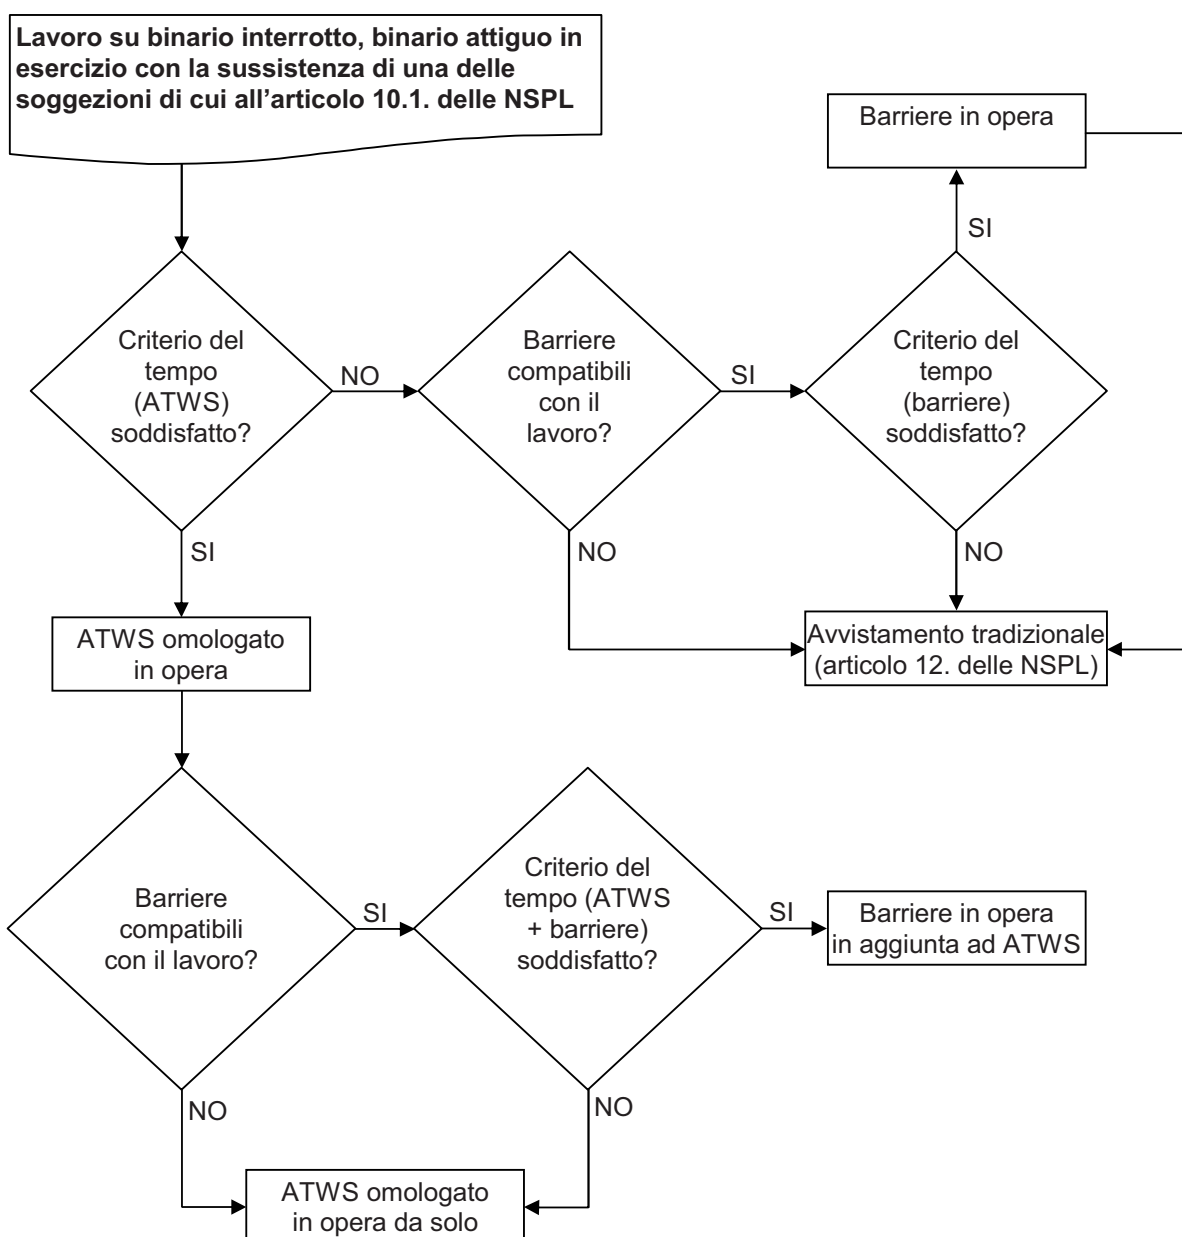 Lavoro su binario interrotto, binario attiguo in
esercizio con la sussistenza di una delle
soggezioni di cui all’articolo 10.1. delle NSPL
Barriere in opera
SI
Criterio del
tempo
(ATWS)
soddisfatto?
NO
Barriere
compatibili
con il
lavoro?
SI
Criterio del
tempo
(barriere)
soddisfatto?
SI
NO
NO
ATWS omologato
in opera
Avvistamento tradizionale
(articolo 12. delle NSPL)
Barriere
compatibili
con il lavoro?
SI
Criterio del
tempo (ATWS
+ barriere)
soddisfatto?
SI
Barriere in opera
in aggiunta ad ATWS
NO
NO
ATWS omologato
in opera da solo